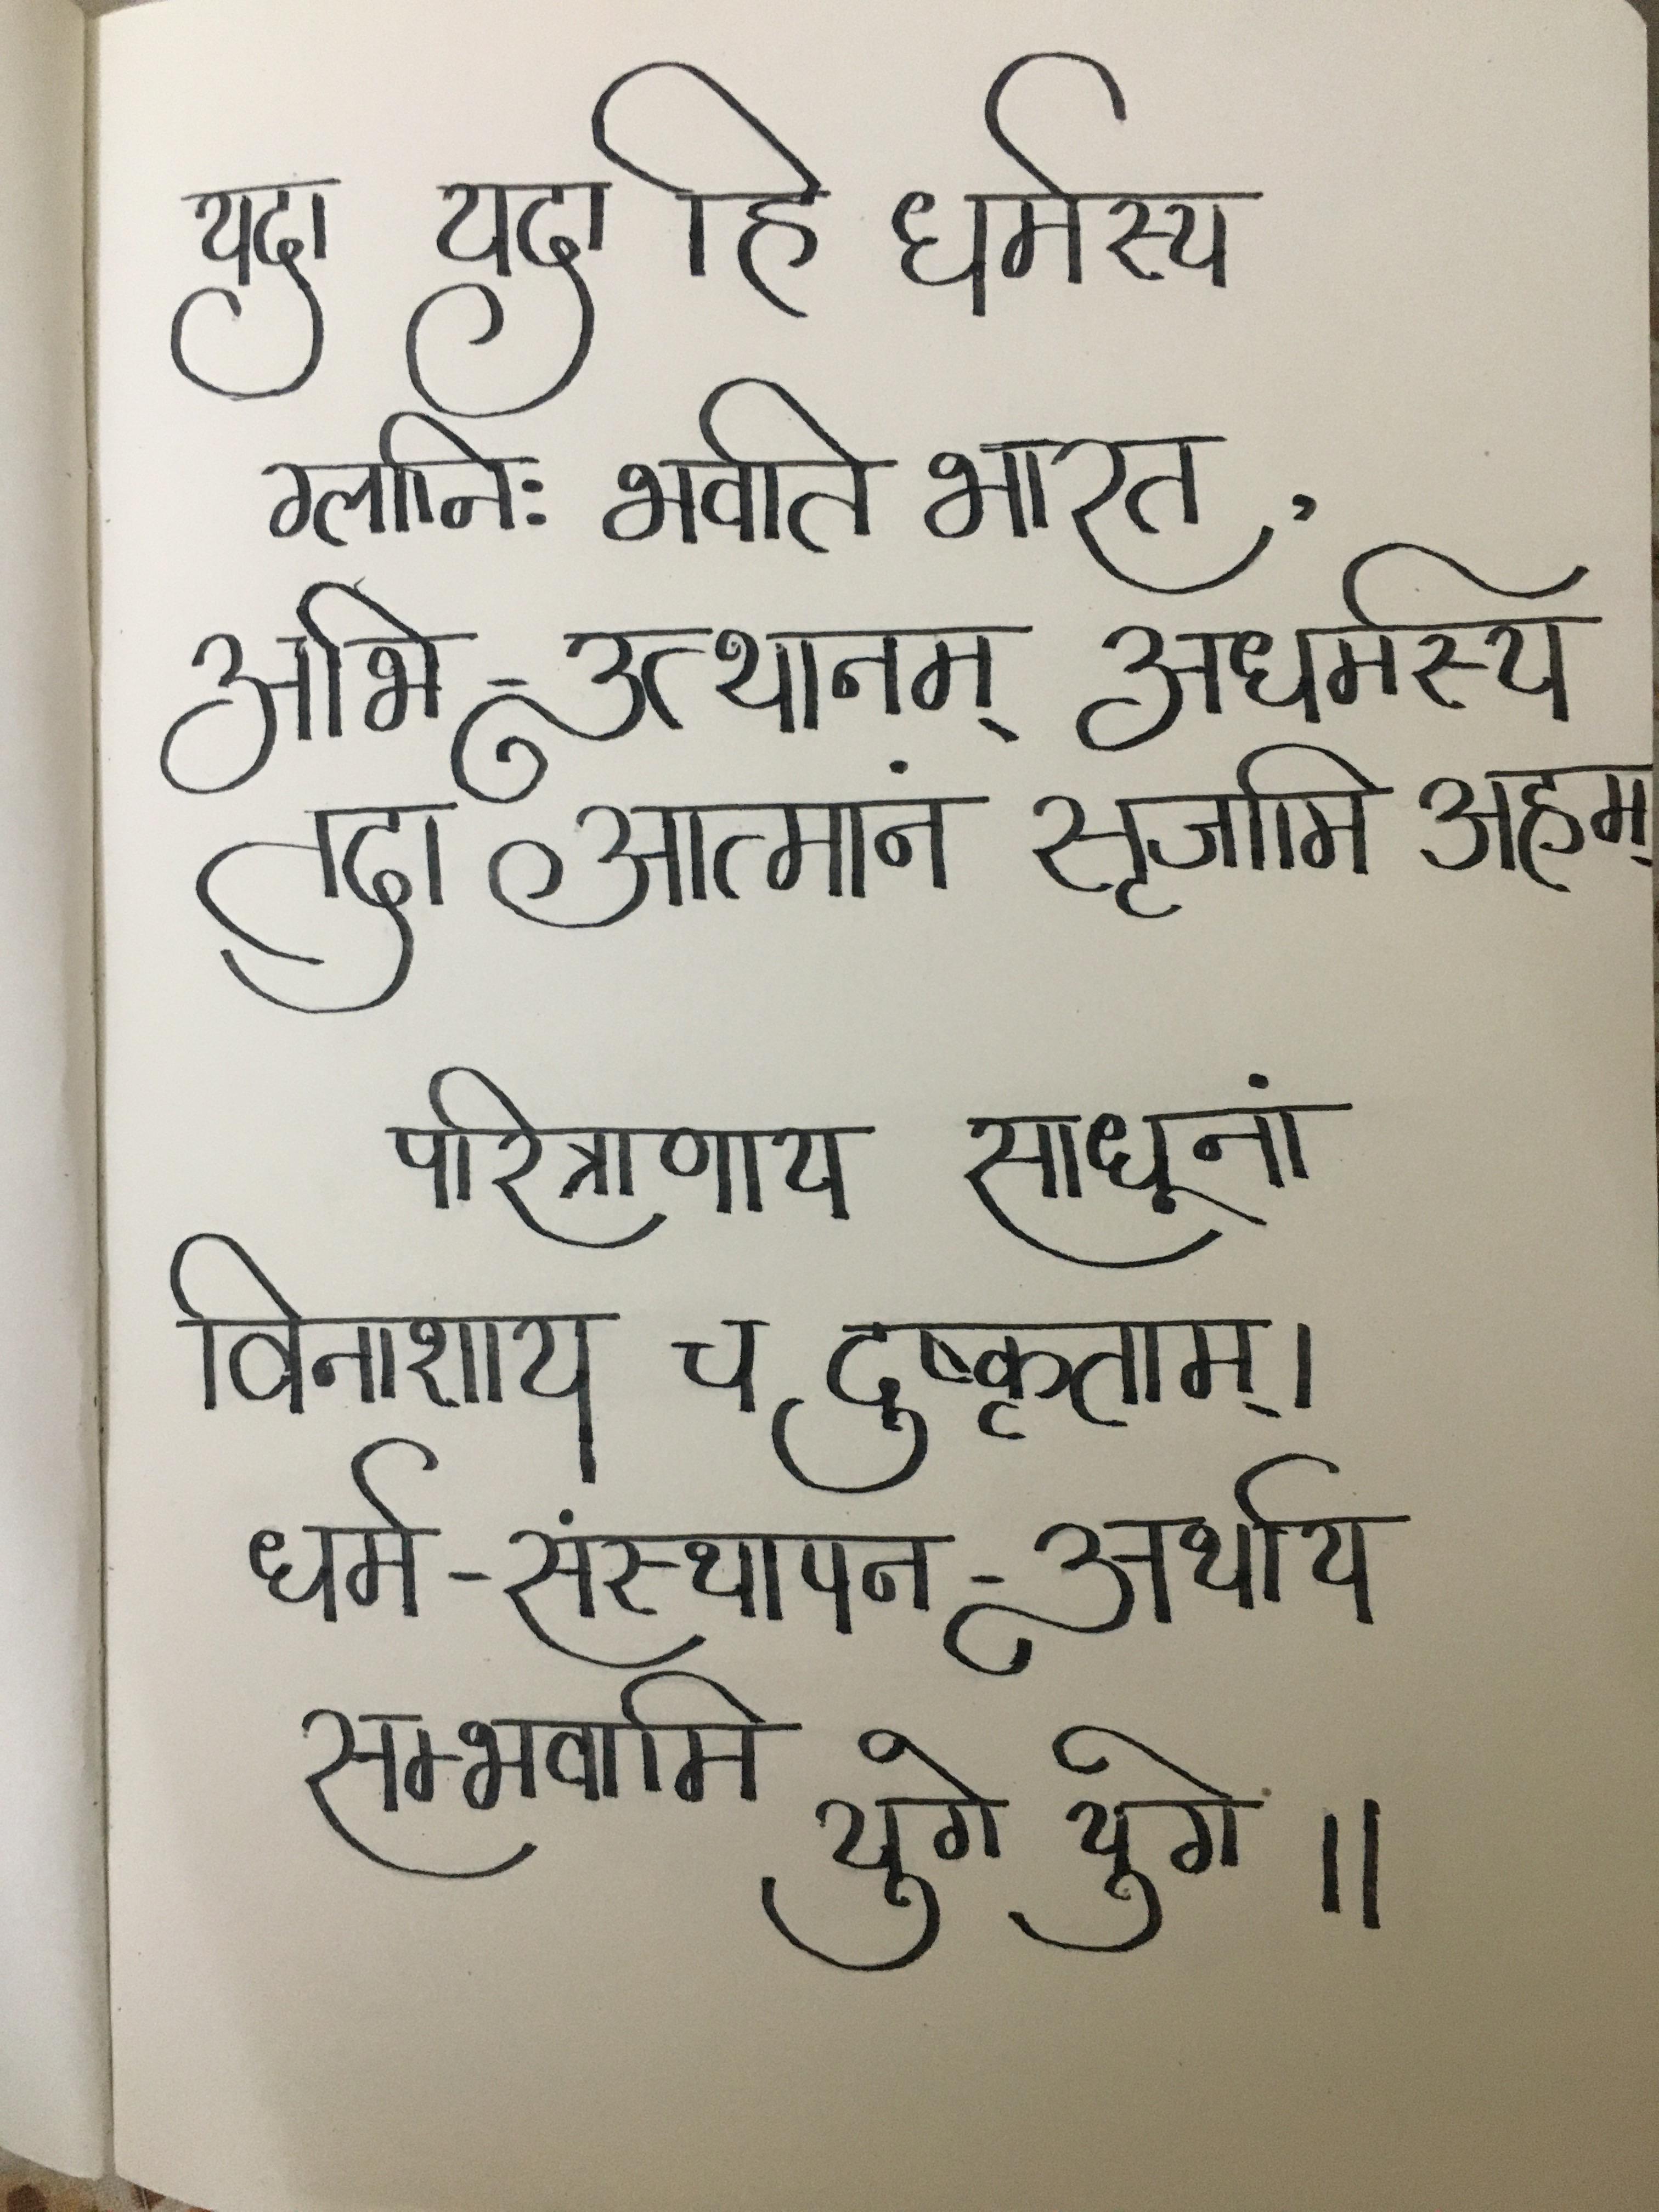 यदा यदा हि धर्मस्य
ग्लानिः भवति भारत,
अभि-उत्थानम् अधर्मस्य
तदा आत्मानं सृजामि अहम्
परित्राणाय साधूनां
विनाशाय च दुष्कृताम्।
धर्म-संस्थापन-अर्थाय
सम्भवामि युगे युगे॥